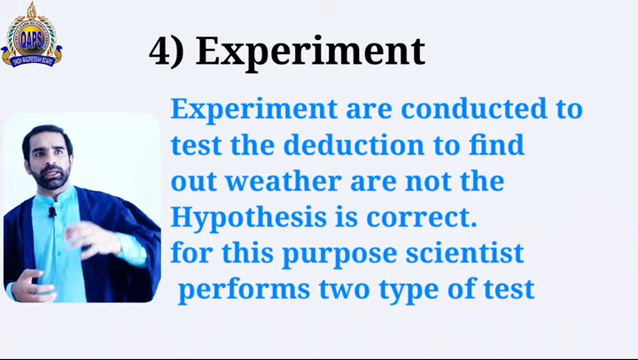 QAPS
4) Experiment
Experiment are conducted to
test the deduction to find
out weather are not the
Hypothesis is correct.
for this purpose scientist
performs two type of test